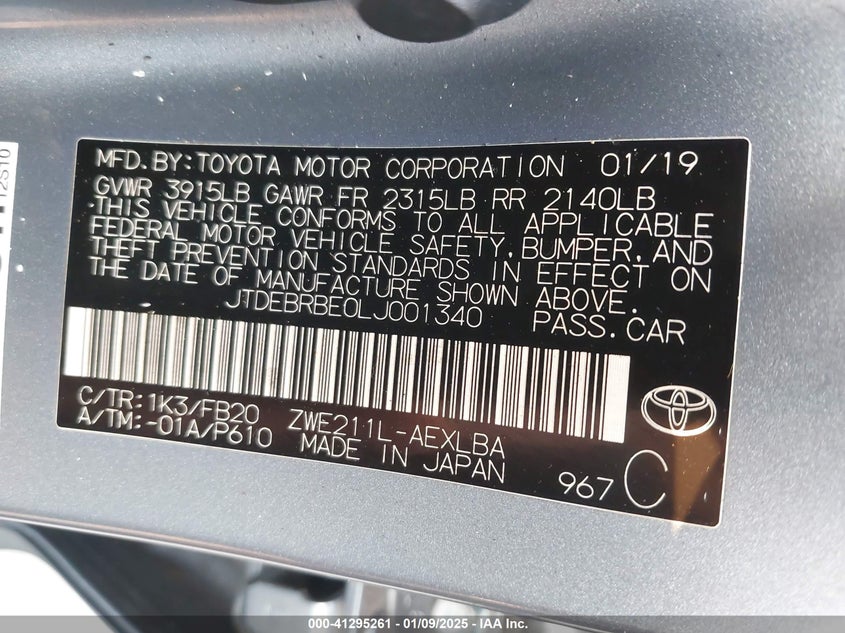 MFD.BY:TOYOTA MOTOR CORPORATION 01/19
GVWR 3915LB GAWR FR 2315LB RR 2140LB
THIS VEHICLE CONFORMS TO ALL APPLICABLE
FEDERAL MOTOR VEHICLE SAFETY,BUMPER,AND
THEFT PREVENTION STANDARDS IN EFFECT ON
THE DATE OF MANUFACTURE SHOWN ABOVE.
JTDEBRBE0LJ001340 PASS.CAR
C/TR:1K3/FB20 ZWE211L-AEXLBA
A/TM:-01A/P610 MADE IN JAPAN
967 C
12S10
000-41295261 - 01/09/2025 - IAA Inc.